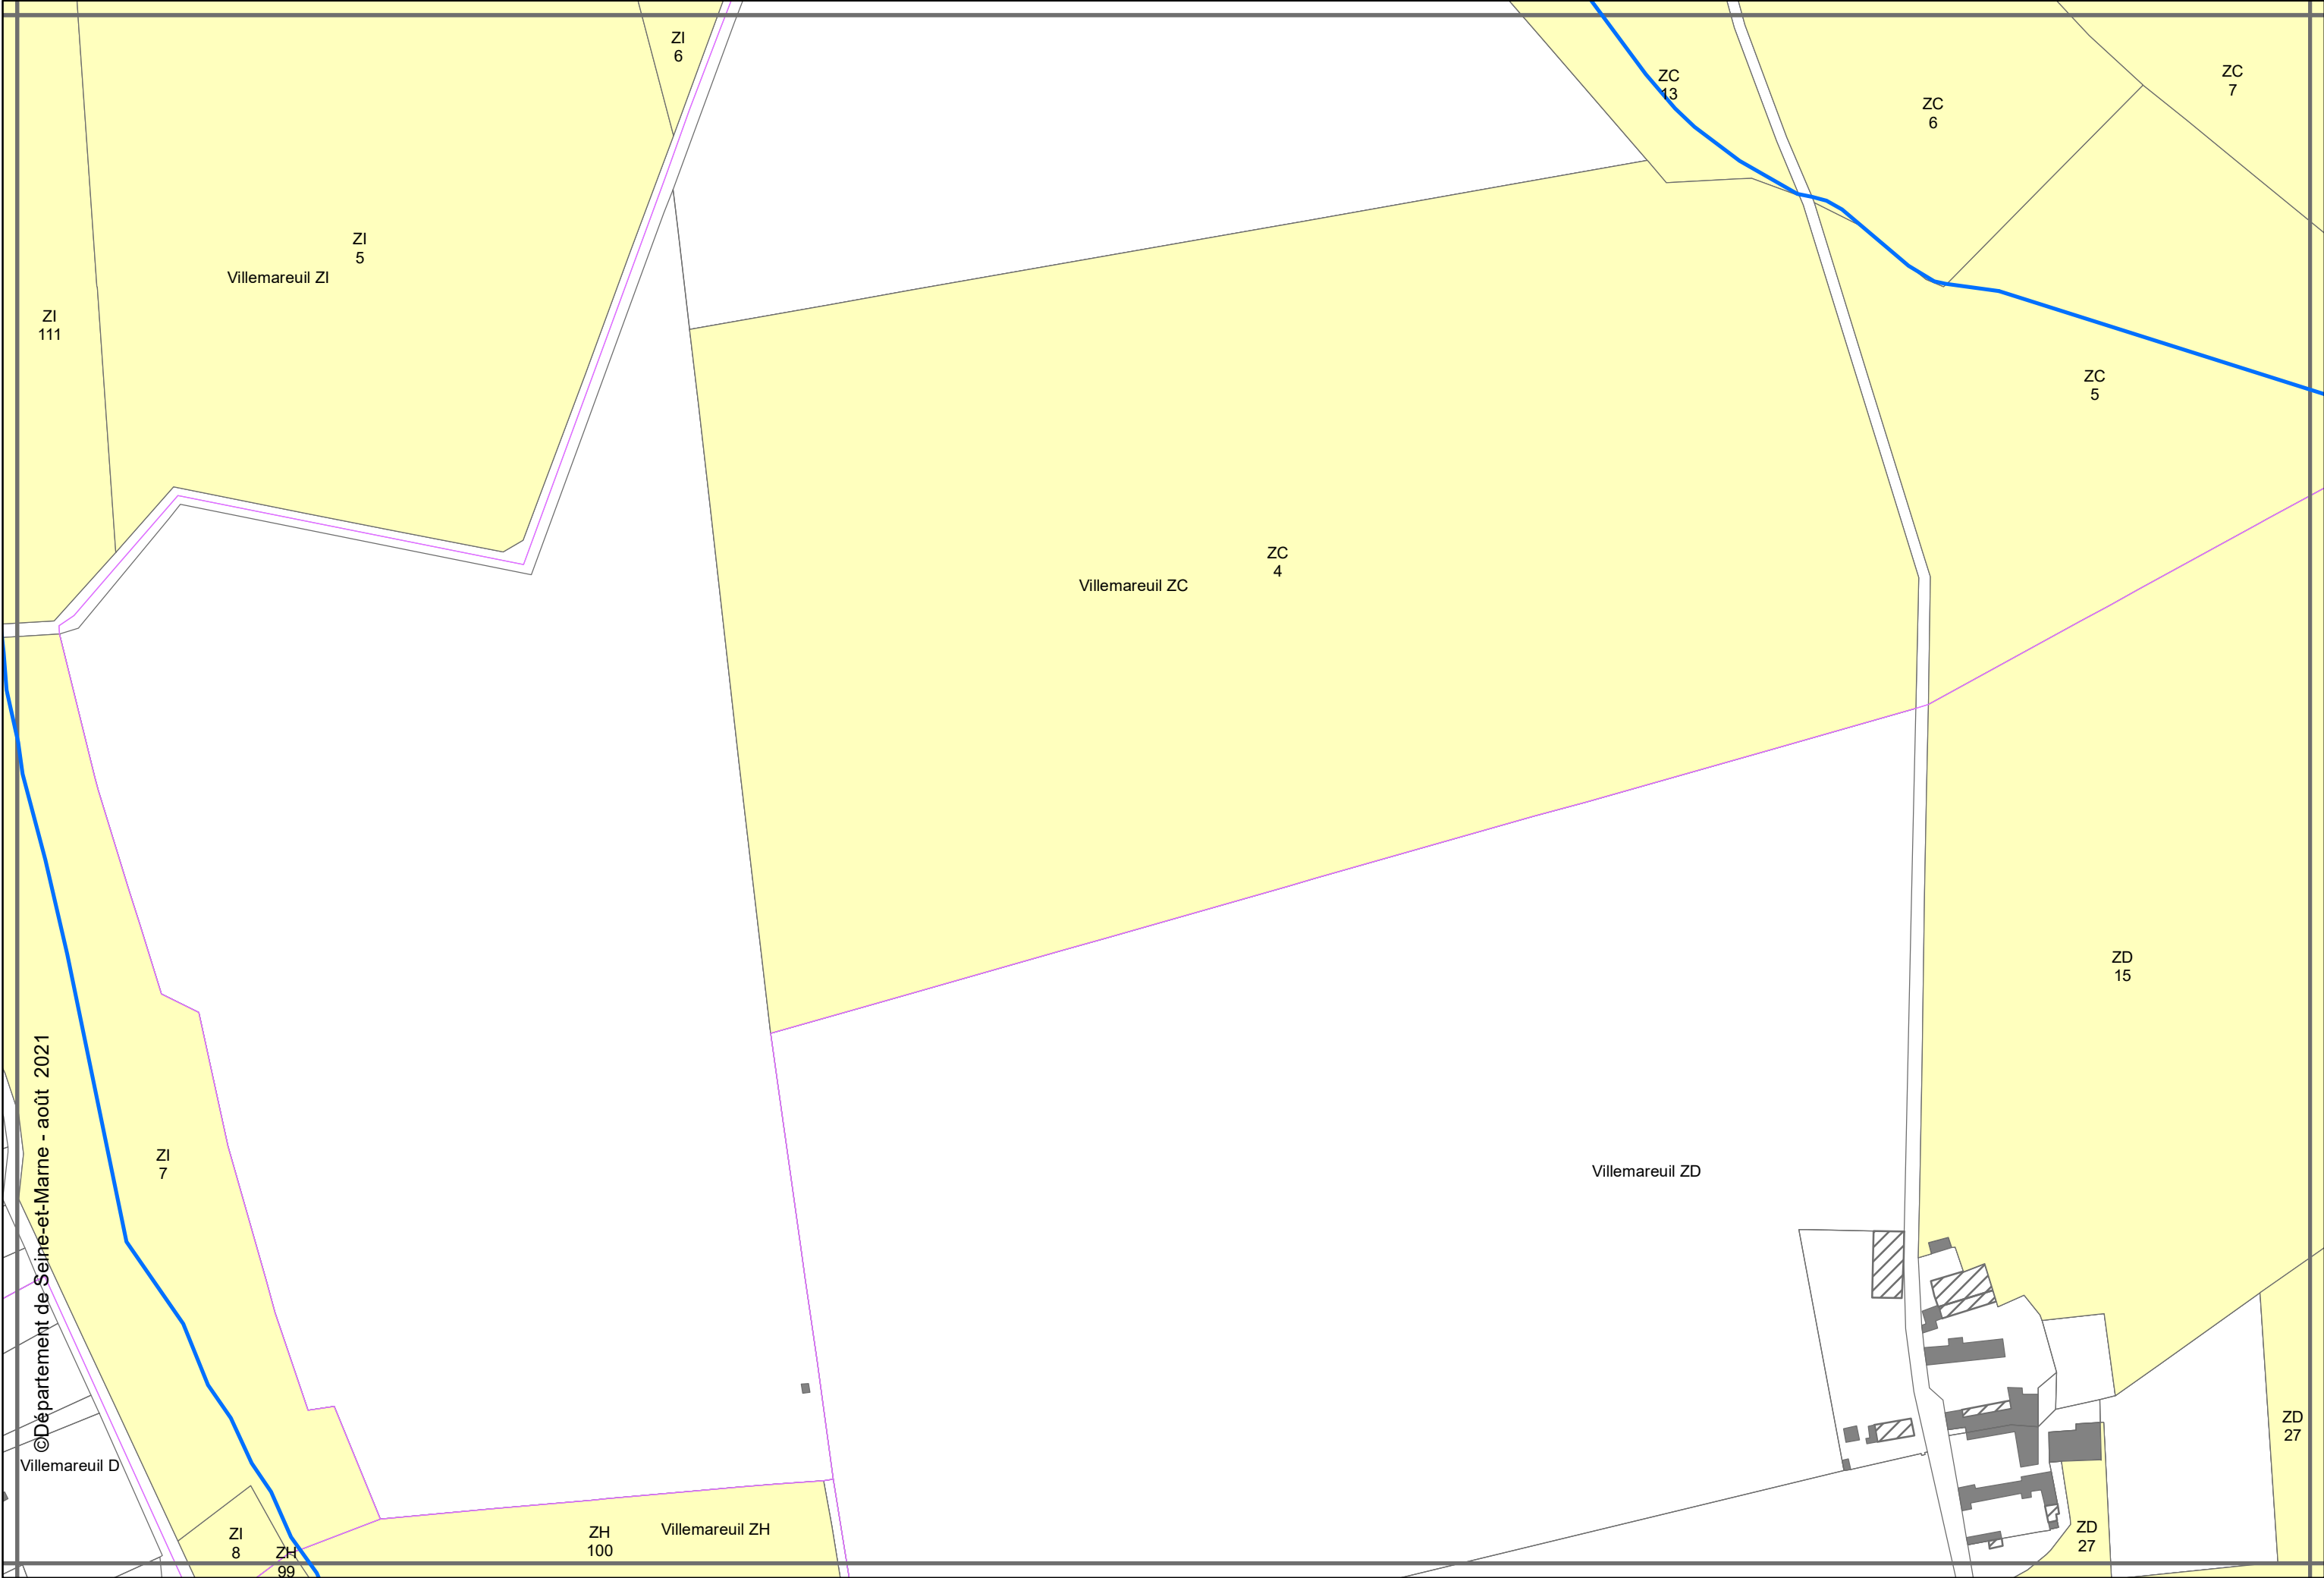 ZI
6
ZC
13
ZC
7
ZC
6
ZI
5
Villemareuil ZI
ZI
111
ZC
5
ZC
4
Villemareuil ZC
ZD
15
©Département de Seine-et-Marne - août 2021
ZI
7
Villemareuil ZD
ZD
27
Villemareuil D
ZI
8
ZH
99
ZH
100
Villemareuil ZH
ZD
27